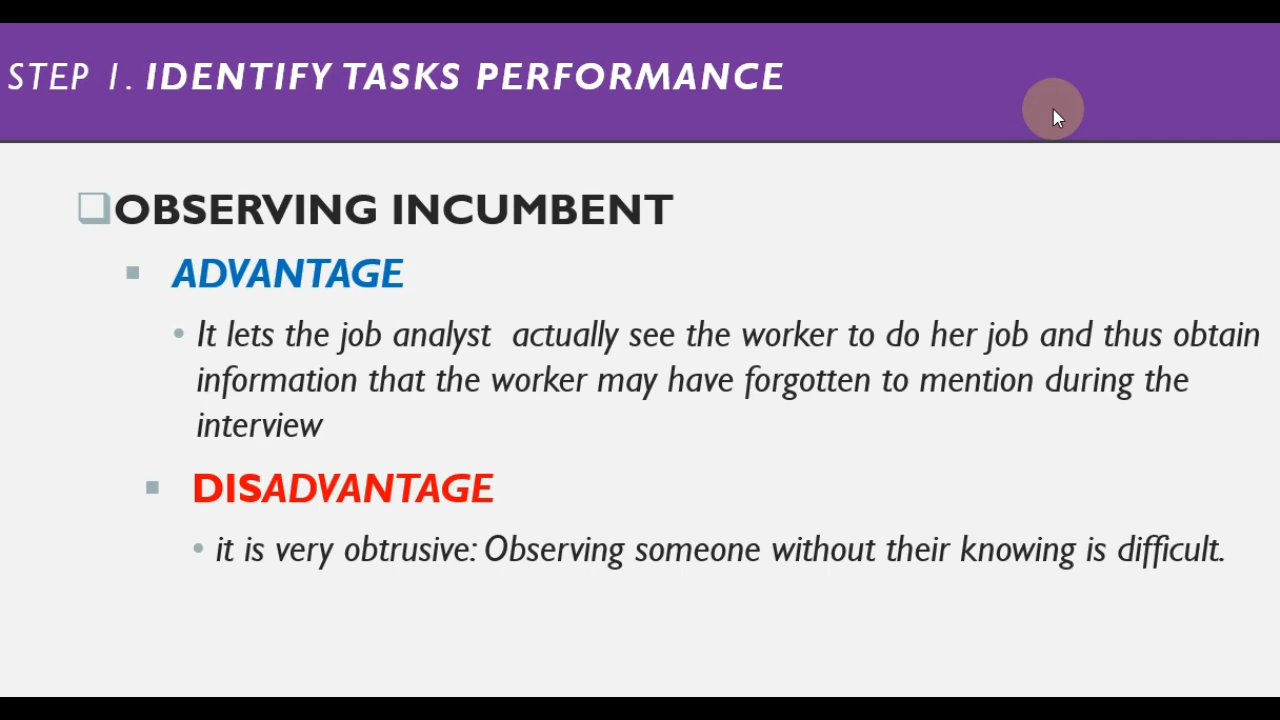 STEP 1. IDENTIFY TASKS PERFORMANCE
OBSERVING INCUMBENT
ADVANTAGE
It lets the job analyst actually see the worker to do her job and thus obtain
information that the worker may have forgotten to mention during the
interview
DISADVANTAGE
it is very obtrusive: Observing someone without their knowing is difficult.